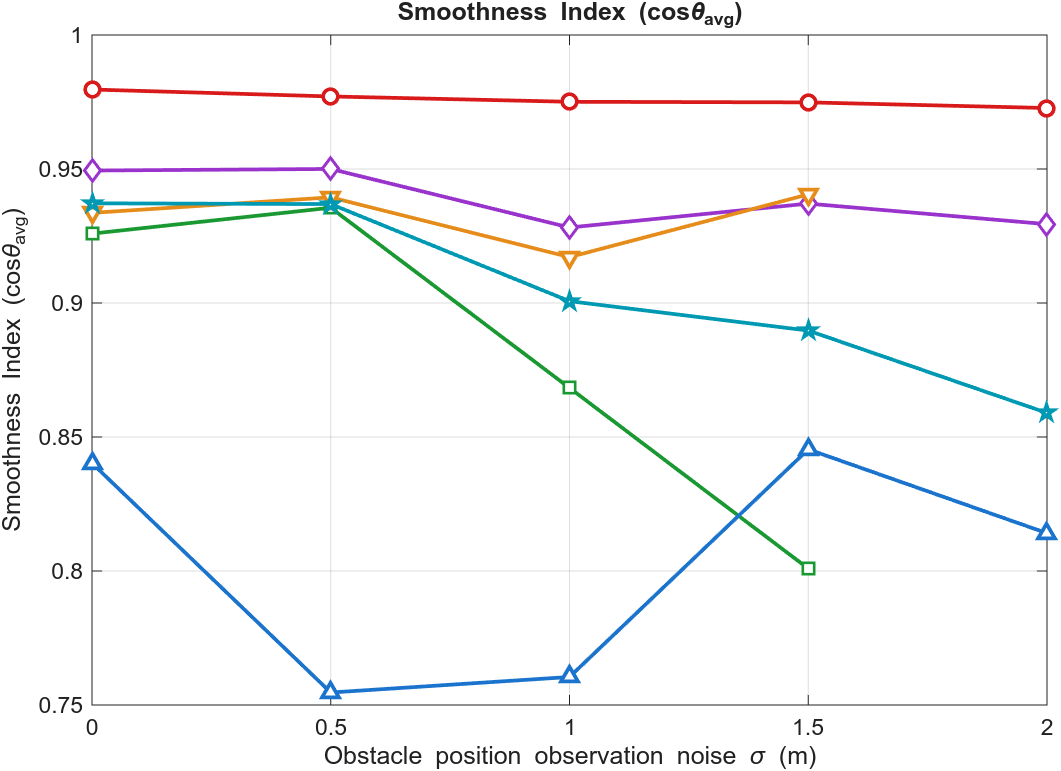 Smoothness Index (cosθavg)
1
0.95
0.9
0.85
0.8
0.75
Smoothness Index (cosθavg)
0 0.5 1 1.5 2
Obstacle position observation noise σ (m)